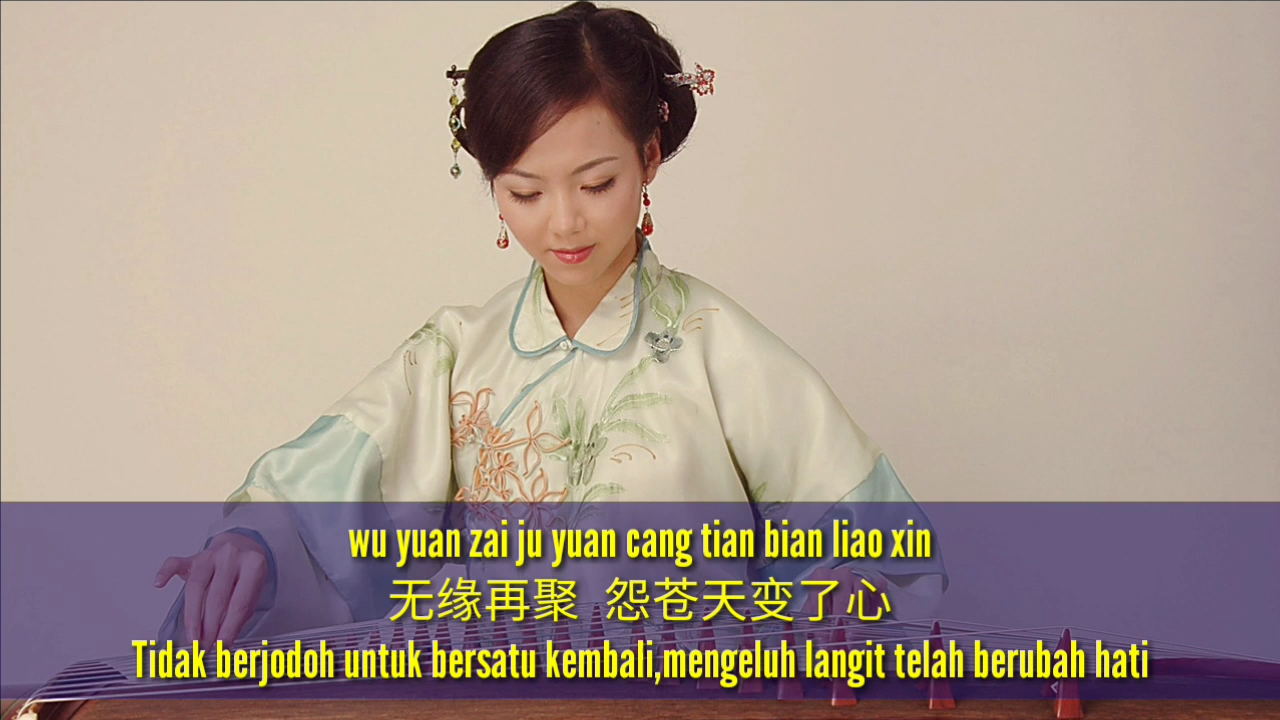 wu yuan zai ju yuan cang tian bian liao xin
无缘再聚 怨苍天变了心
Tidak berjodoh untuk bersatu kembali,mengeluh langit telah berubah hati